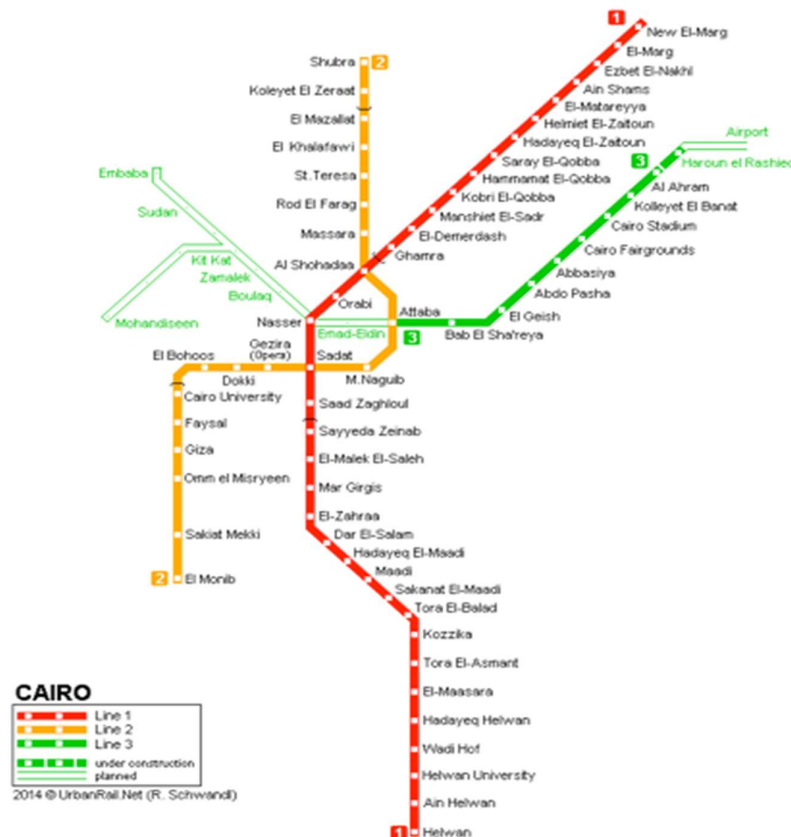 1
New El-Marg
El-Marg
Ezbet El-Nakhl
Ain Shams
El-Matareyya
Helmiet El-Zaitoun
Hadayeq El-Zaitoun
Saray El-Qobba
Hammamat El-Qobba
Kobri El-Qobba
Manshiet El-Sadr
El-Demerdash
Ghamra
Shubra
2
Koleyet El Zeraat
El Mazallat
El Khalafawi
St.Teresa
Rod El Farag
Massara
Al Shohadaa
Airport
3
Haroun el Rashied
Al Ahram
Kolleyet El Banat
Cairo Stadium
Cairo Fairgrounds
Abbasiya
Abdo Pasha
El Geish
Bab El Sha'reya
Attaba
3
Embaba
Sudan
Kit Kat
Zamalek
Boulaq
Mohandiseen
Orabi
Nasser
Emad-Eldin
Gezira
(Opera)
Sadat
M.Naguib
El Bohoos
Dokki
Cairo University
Faysal
Giza
Omm el Misryeen
Sakiat Mekki
2
El Monib
Saad Zaghloul
Sayyeda Zeinab
El-Malek El-Saleh
Mar Girgis
El-Zahraa
Dar El-Salam
Hadayeq El-Maadi
Maadi
Sakanat El-Maadi
Tora El-Balad
Kozzika
Tora El-Asmant
El-Maasara
Hadayeq Helwan
Wadi Hof
Helwan University
Ain Helwan
1
Helwan
CAIRO
Line 1
Line 2
Line 3
under construction
planned
2014 © UrbanRail.Net (R. Schwandl)